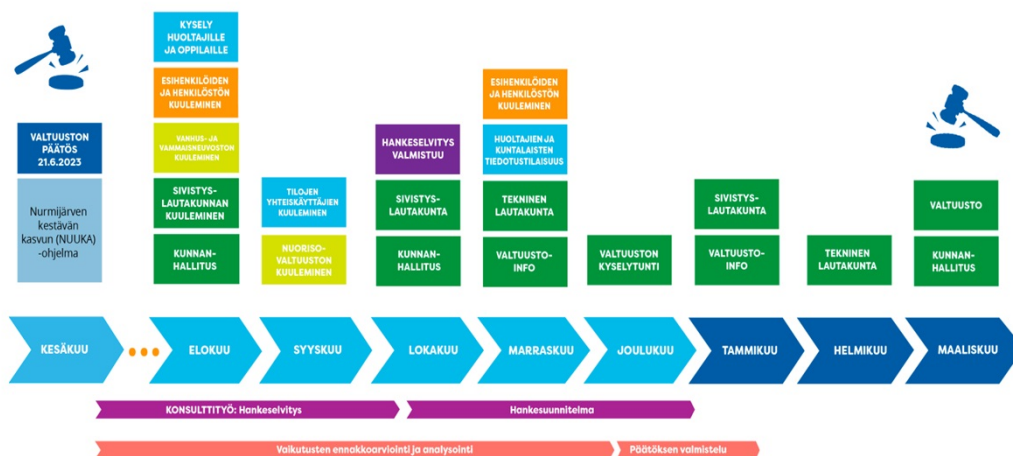 VALTUUSTON
PÄÄTÖS
21.6.2023
Nurmijärven
kestävän
kasvun (NUUKA)
-ohjelma
KYSELY
HUOLTAJILLE
JA OPPILAILLE
ESIHENKILÖIDEN
JA HENKILÖSTÖN
KUULEMINEN
VANHUS- JA
VAMMAISNEUVOSTON
KUULEMINEN
SIVISTYS-
LAUTAKUNNAN
KUULEMINEN
KUNNAN-
HALLITUS
TILOJEN
YHTEISKÄYTTÄJIEN
KUULEMINEN
NUORISO-
VALTUUSTON
KUULEMINEN
HANKESELVITYS
VALMISTUU
SIVISTYS-
LAUTAKUNTA
KUNNAN-
HALLITUS
ESIHENKILÖIDEN
JA HENKILÖSTÖN
KUULEMINEN
HUOLTAJIEN JA
KUNTALAISTEN
TIEDOTUSTILAISUUS
TEKNINEN
LAUTAKUNTA
VALTUUSTO-
INFO
VALTUUSTON
KYSELYTUNTI
SIVISTYS-
LAUTAKUNTA
VALTUUSTO-
INFO
TEKNINEN
LAUTAKUNTA
VALTUUSTO
KUNNAN-
HALLITUS
KESÄKUU
ELOKUU
SYYSKUU
LOKAKUU
MARRASKUU
JOULUKUU
TAMMIKUU
HELMIKUU
MAALISKUU
KONSULTTITYÖ: Hankeselvitys
Hankesuunnitelma
Vaikutusten ennakkoarviointi ja analysointi
Päätöksen valmistelu